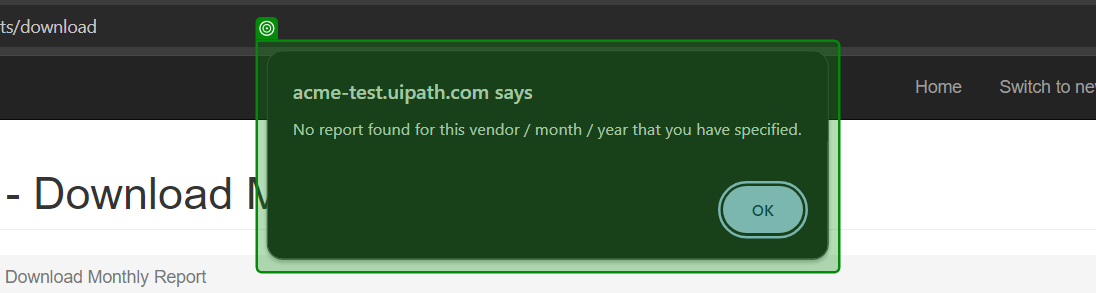 ts/download
acme-test.uipath.com says
No report found for this vendor / month / year that you have specified.
OK
Home
Switch to
- Download
Download Monthly Report